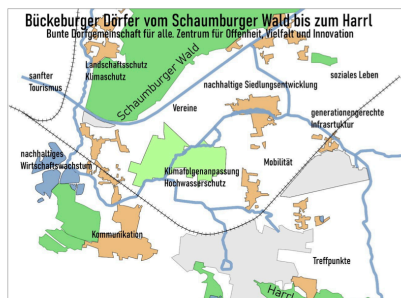 Bückeburger Dörfer vom Schaumburger Wald bis zum Harrl
Bunte Dorfgemeinschaft für alle. Zentrum für Offenheit, Vielfalt und Innovation
Landschaftsschutz
Klimaschutz
Schaumburger Wald
sanfter
Tourismus
soziales Leben
nachhaltige Siedlungsentwicklung
Vereine
generationengerechte
Infrasrtuktur
nachhaltiges
Wirtschaftswachstum
Klimafolgenanpassung
Hochwasserschutz
Mobilität
Kommunikation
Treffpunkte
Harrl